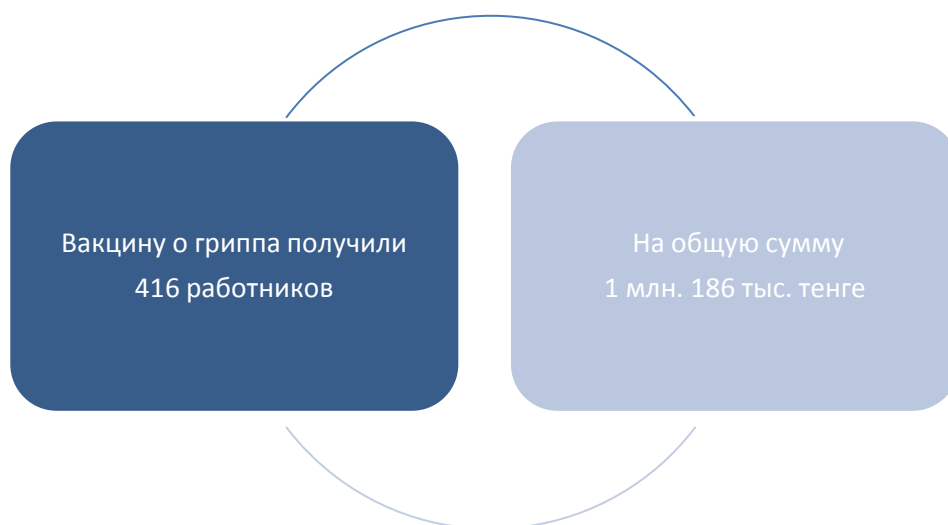 Вакцину о гриппа получили
416 работников
На общую сумму
1 млн. 186 тыс. тенге